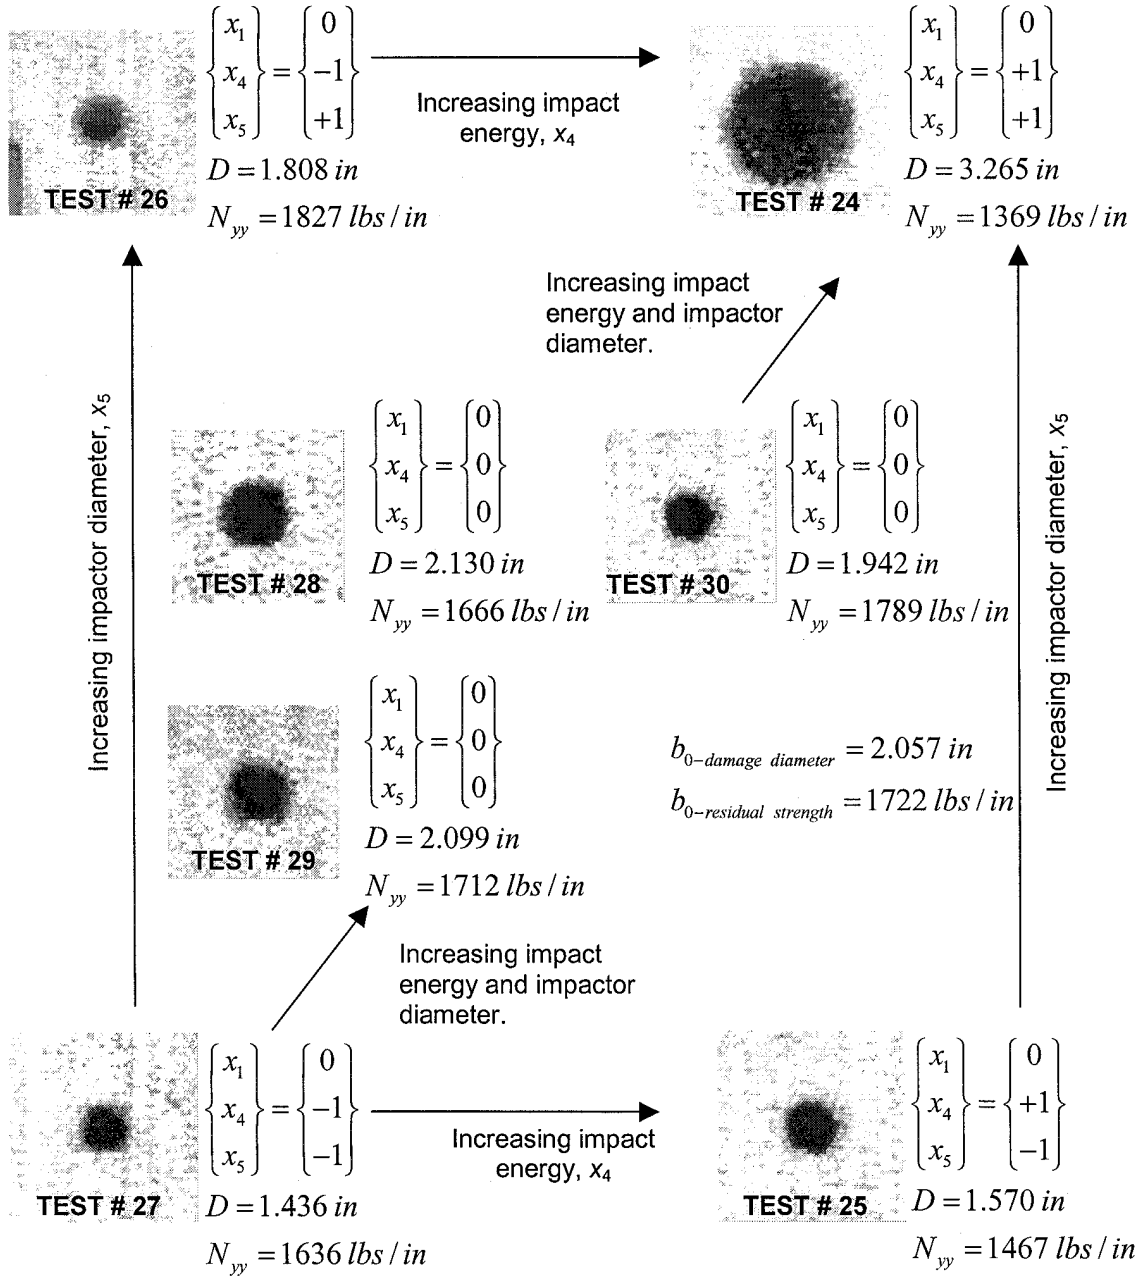 {x₁ x₄ x₅} = {0 −1 +1}
D = 1.808 in
N_yy = 1827 lbs / in
TEST # 26
Increasing impact
energy, x₄
{x₁ x₄ x₅} = {0 +1 +1}
D = 3.265 in
N_yy = 1369 lbs / in
TEST # 24
Increasing impact
energy and impactor
diameter.
Increasing impactor diameter, x₅
{x₁ x₄ x₅} = {0 0 0}
D = 2.130 in
N_yy = 1666 lbs / in
TEST # 28
{x₁ x₄ x₅} = {0 0 0}
D = 1.942 in
N_yy = 1789 lbs / in
TEST # 30
Increasing impactor diameter, x₅
{x₁ x₄ x₅} = {0 0 0}
D = 2.099 in
N_yy = 1712 lbs / in
TEST # 29
b₀₋damage diameter = 2.057 in
b₀₋residual strength = 1722 lbs / in
Increasing impact
energy and impactor
diameter.
{x₁ x₄ x₅} = {0 −1 −1}
D = 1.436 in
N_yy = 1636 lbs / in
TEST # 27
Increasing impact
energy, x₄
{x₁ x₄ x₅} = {0 +1 −1}
D = 1.570 in
N_yy = 1467 lbs / in
TEST # 25